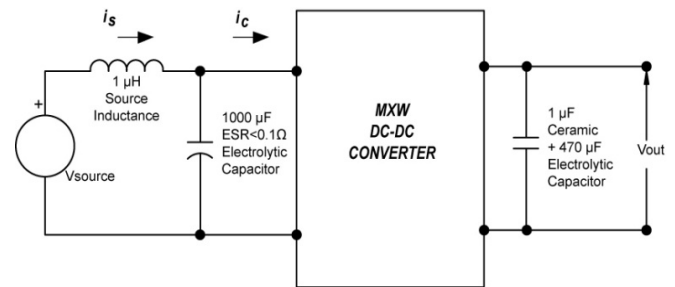 is
ic
1 µH
Source
Inductance
+
Vsource
1000 µF
ESR<0.1Ω
Electrolytic
Capacitor
MXW
DC-DC
CONVERTER
1 µF
Ceramic
+ 470 µF
Electrolytic
Capacitor
Vout